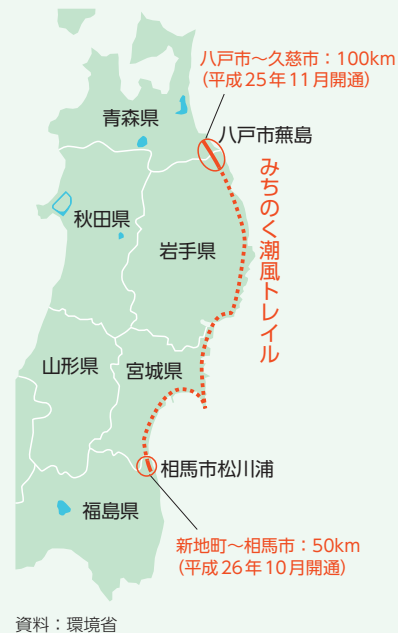 八戸市〜久慈市：100km
（平成25年11月開通）
青森県
八戸市蕪島
みちのく潮風トレイル
秋田県
岩手県
山形県
宮城県
相馬市松川浦
福島県
新地町〜相馬市：50km
（平成26年10月開通）
資料：環境省